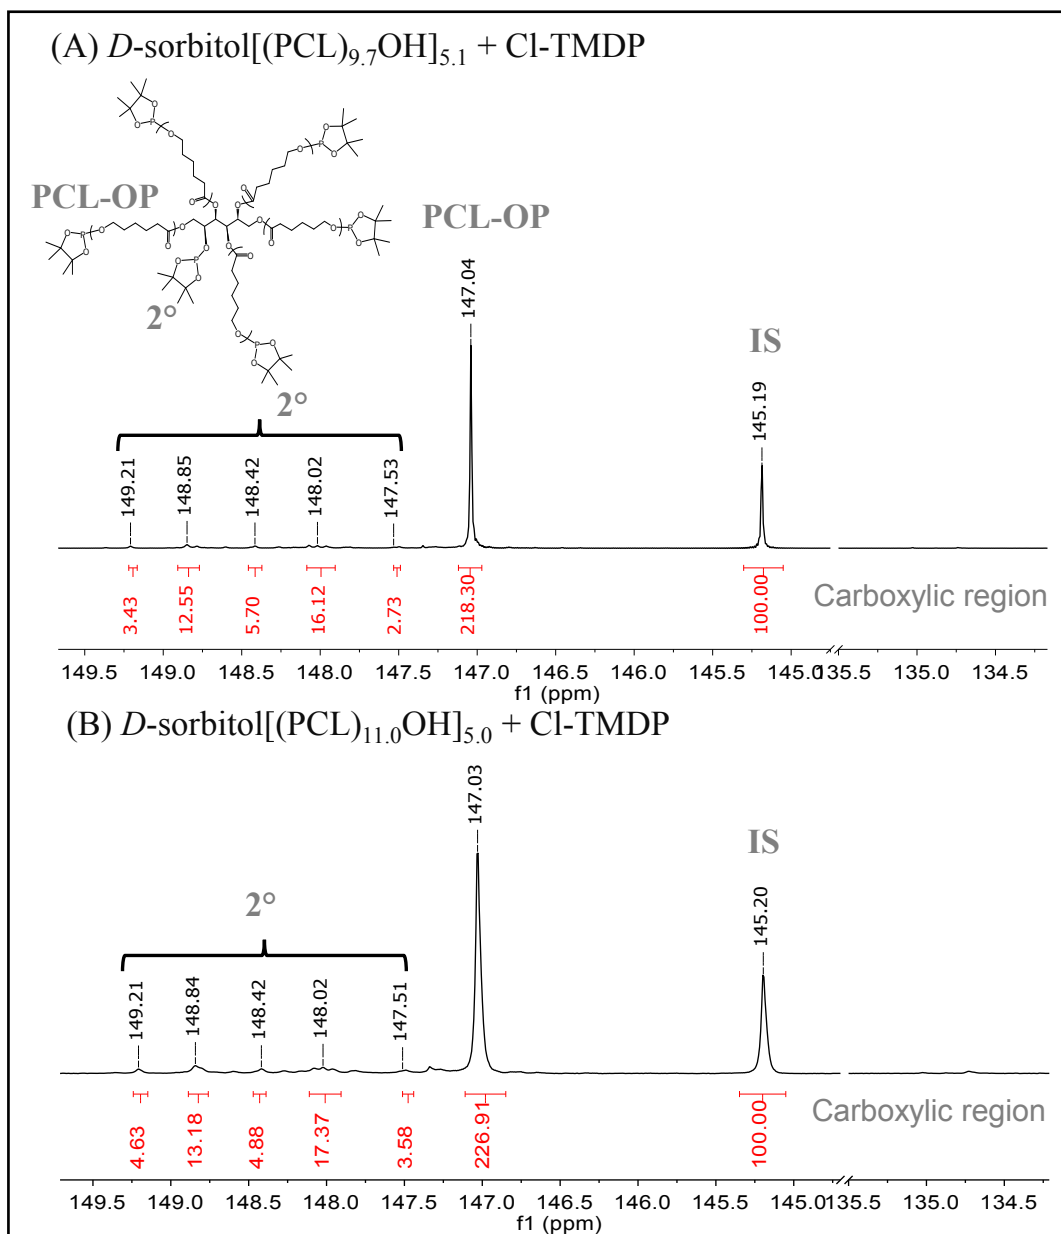 (A) D-sorbitol[(PCL)9.7OH]5.1 + Cl-TMDP
PCL-OP
PCL-OP
2°
2°
IS
147.04
145.19
149.21
148.85
148.42
148.02
147.53
3.43
12.55
5.70
16.12
2.73
218.30
100.00
Carboxylic region
149.5 149.0 148.5 148.0 147.5 147.0 146.5 146.0 145.5 145.0 135.5 135.0 134.5
f1 (ppm)
(B) D-sorbitol[(PCL)11.0OH]5.0 + Cl-TMDP
147.03
IS
145.20
2°
149.21
148.84
148.42
148.02
147.51
4.63
13.18
4.88
17.37
3.58
226.91
100.00
Carboxylic region
149.5 149.0 148.5 148.0 147.5 147.0 146.5 146.0 145.5 145.0 135.5 135.0 134.5
f1 (ppm)